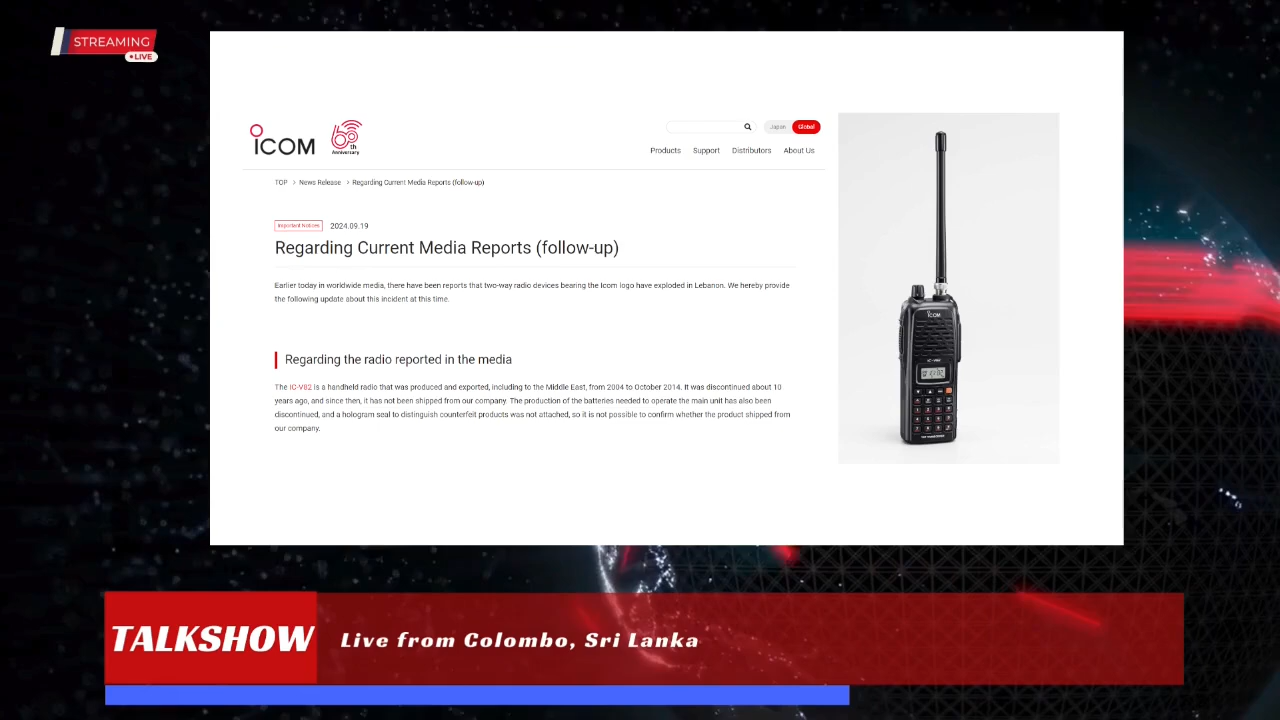 STREAMING
LIVE
iCOM
60th
Anniversary
Japan
Global
Products
Support
Distributors
About Us
TOP > News Release > Regarding Current Media Reports (follow-up)
Important Notices
2024.09.19
Regarding Current Media Reports (follow-up)
Earlier today in worldwide media, there have been reports that two-way radio devices bearing the Icom logo have exploded in Lebanon. We hereby provide
the following update about this incident at this time.
Regarding the radio reported in the media
The IC-V82 is a handheld radio that was produced and exported, including to the Middle East, from 2004 to October 2014. It was discontinued about 10
years ago, and since then, it has not been shipped from our company. The production of the batteries needed to operate the main unit has also been
discontinued, and a hologram seal to distinguish counterfeit products was not attached, so it is not possible to confirm whether the product shipped from
our company.
iCOM
TALKSHOW
Live from Colombo, Sri Lanka